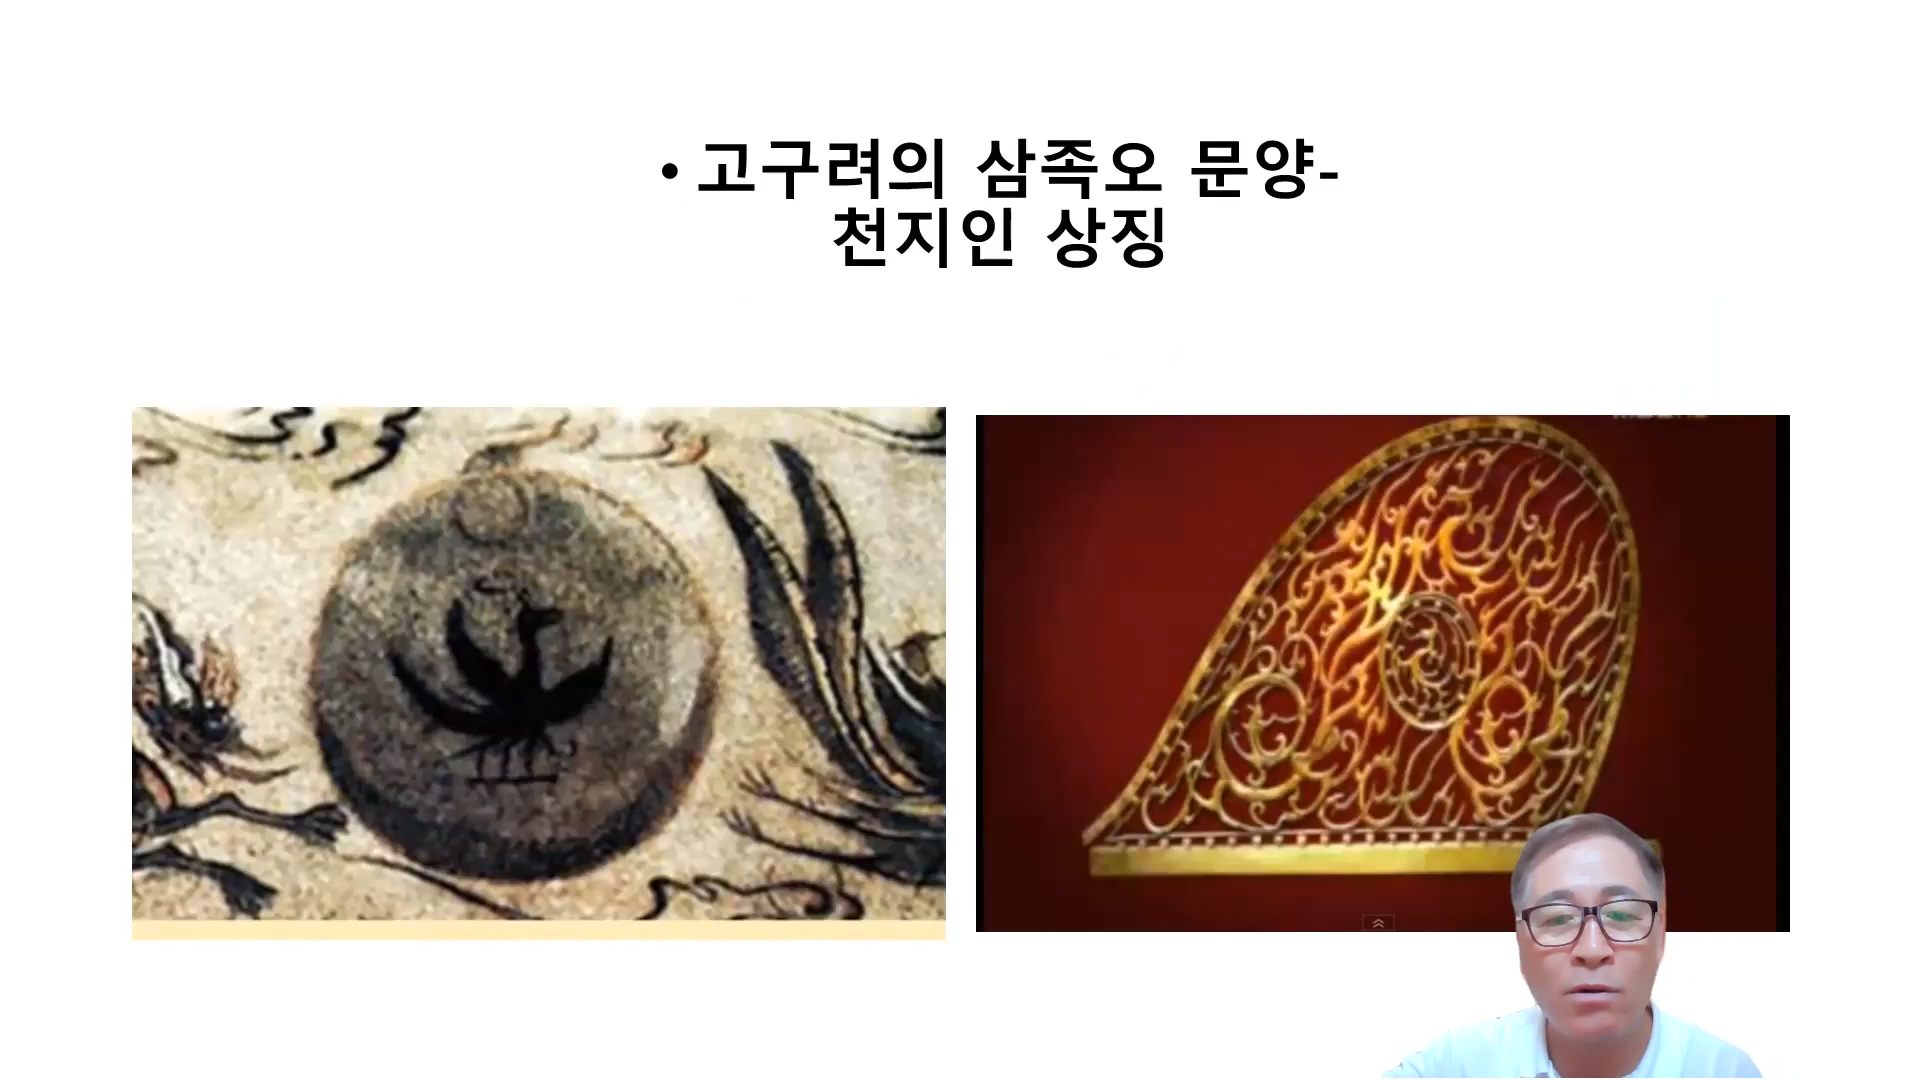 • 고구려의 삼족오 문양-
천지인 상징